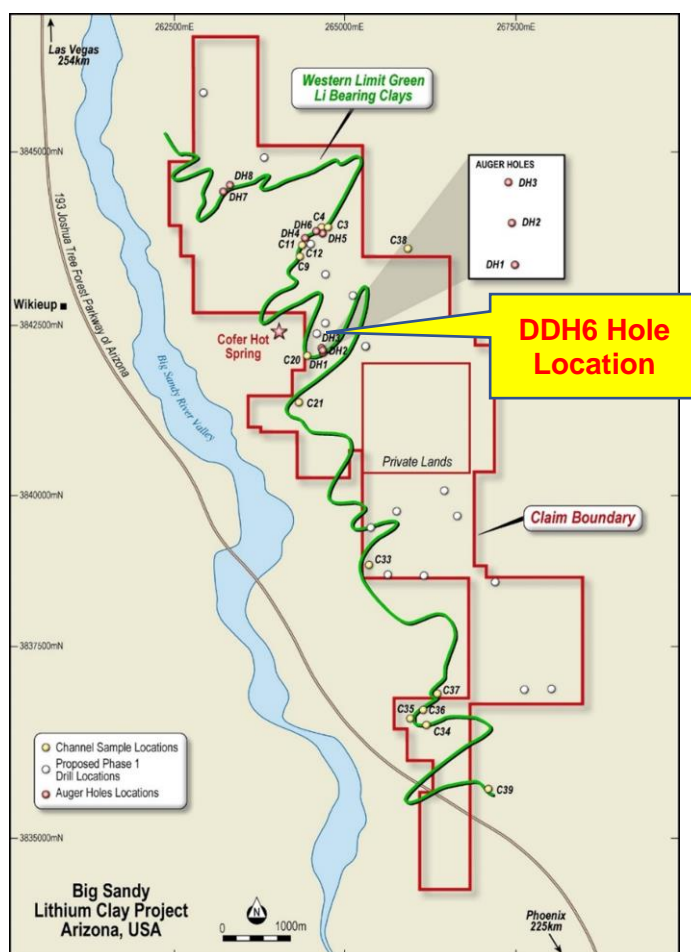 262500mE
265000mE
267500mE
Las Vegas
254km
Western Limit Green
Li Bearing Clays
3845000mN
DH8
DH7
C4
C3
DH6
DH4
DH5
C11
C12
C9
C38
AUGER HOLES
DH3
DH2
DH1
193 Joshua Tree Forest Parkway of Arizona
Wikieup
3842500mN
Cofer Hot
Spring
DH3
DH2
DH1
C20
DDH6 Hole
Location
C21
Big Sandy River Valley
Private Lands
3840000mN
Claim Boundary
C33
3837500mN
C37
C36
C35
C34
C39
Channel Sample Locations
Proposed Phase 1
Drill Locations
Auger Holes Locations
3835000mN
Big Sandy
Lithium Clay Project
Arizona, USA
N
0
1000m
Phoenix
225km